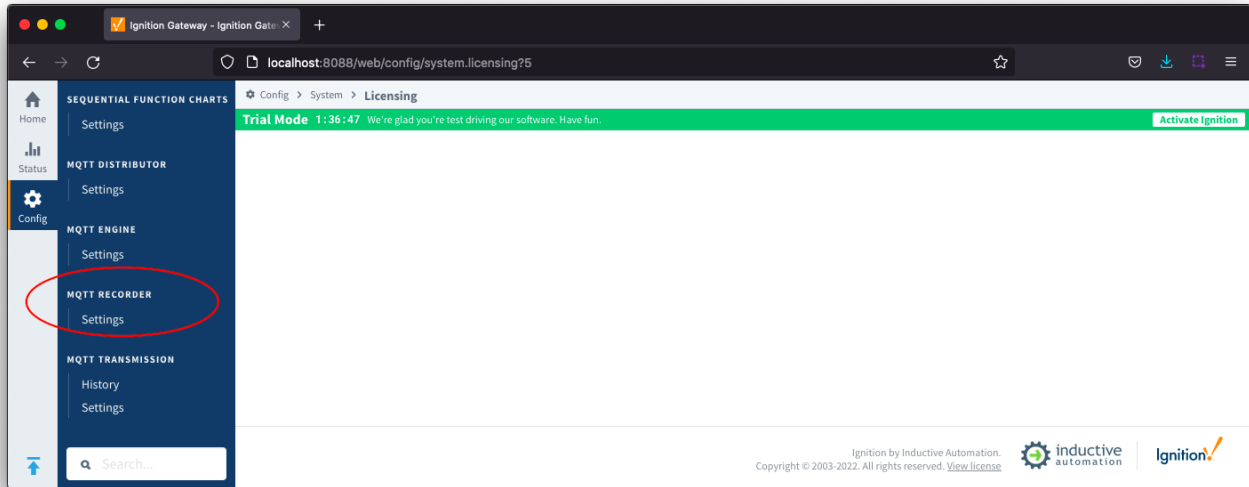 Ignition Gateway - Ignition Gate
localhost:8088/web/config/system.licensing?5
Home
Status
Config
SEQUENTIAL FUNCTION CHARTS
Settings
MQTT DISTRIBUTOR
Settings
MQTT ENGINE
Settings
MQTT RECORDER
Settings
MQTT TRANSMISSION
History
Settings
Search...
Config > System > Licensing
Trial Mode 1:36:47 We're glad you're test driving our software. Have fun.
Activate Ignition
Ignition by Inductive Automation.
Copyright © 2003-2022. All rights reserved. View license
inductive
automation
Ignition!